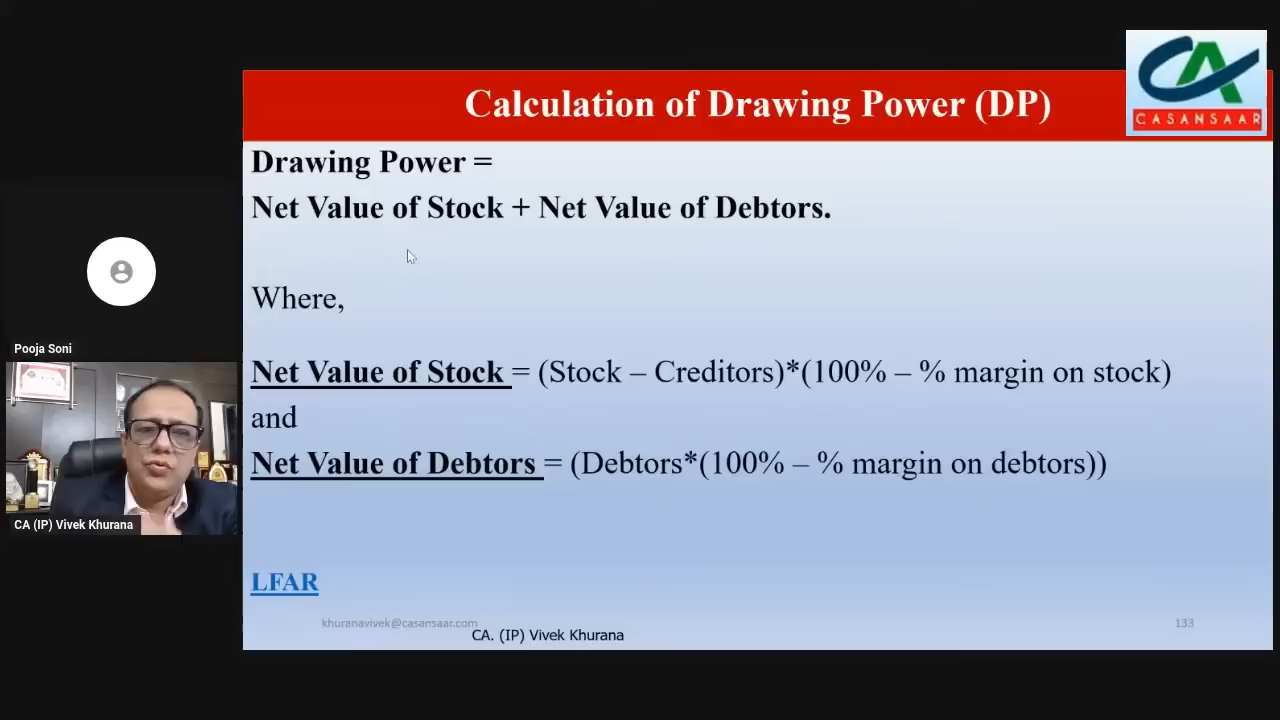 Calculation of Drawing Power (DP)
CA
CASANSAAR
Drawing Power =
Net Value of Stock + Net Value of Debtors.
Where,
Net Value of Stock = (Stock – Creditors)*(100% – % margin on stock)
and
Net Value of Debtors = (Debtors*(100% – % margin on debtors))
LFAR
khuranavivek@casansaar.com
CA. (IP) Vivek Khurana
133
Pooja Soni
CA (IP) Vivek Khurana